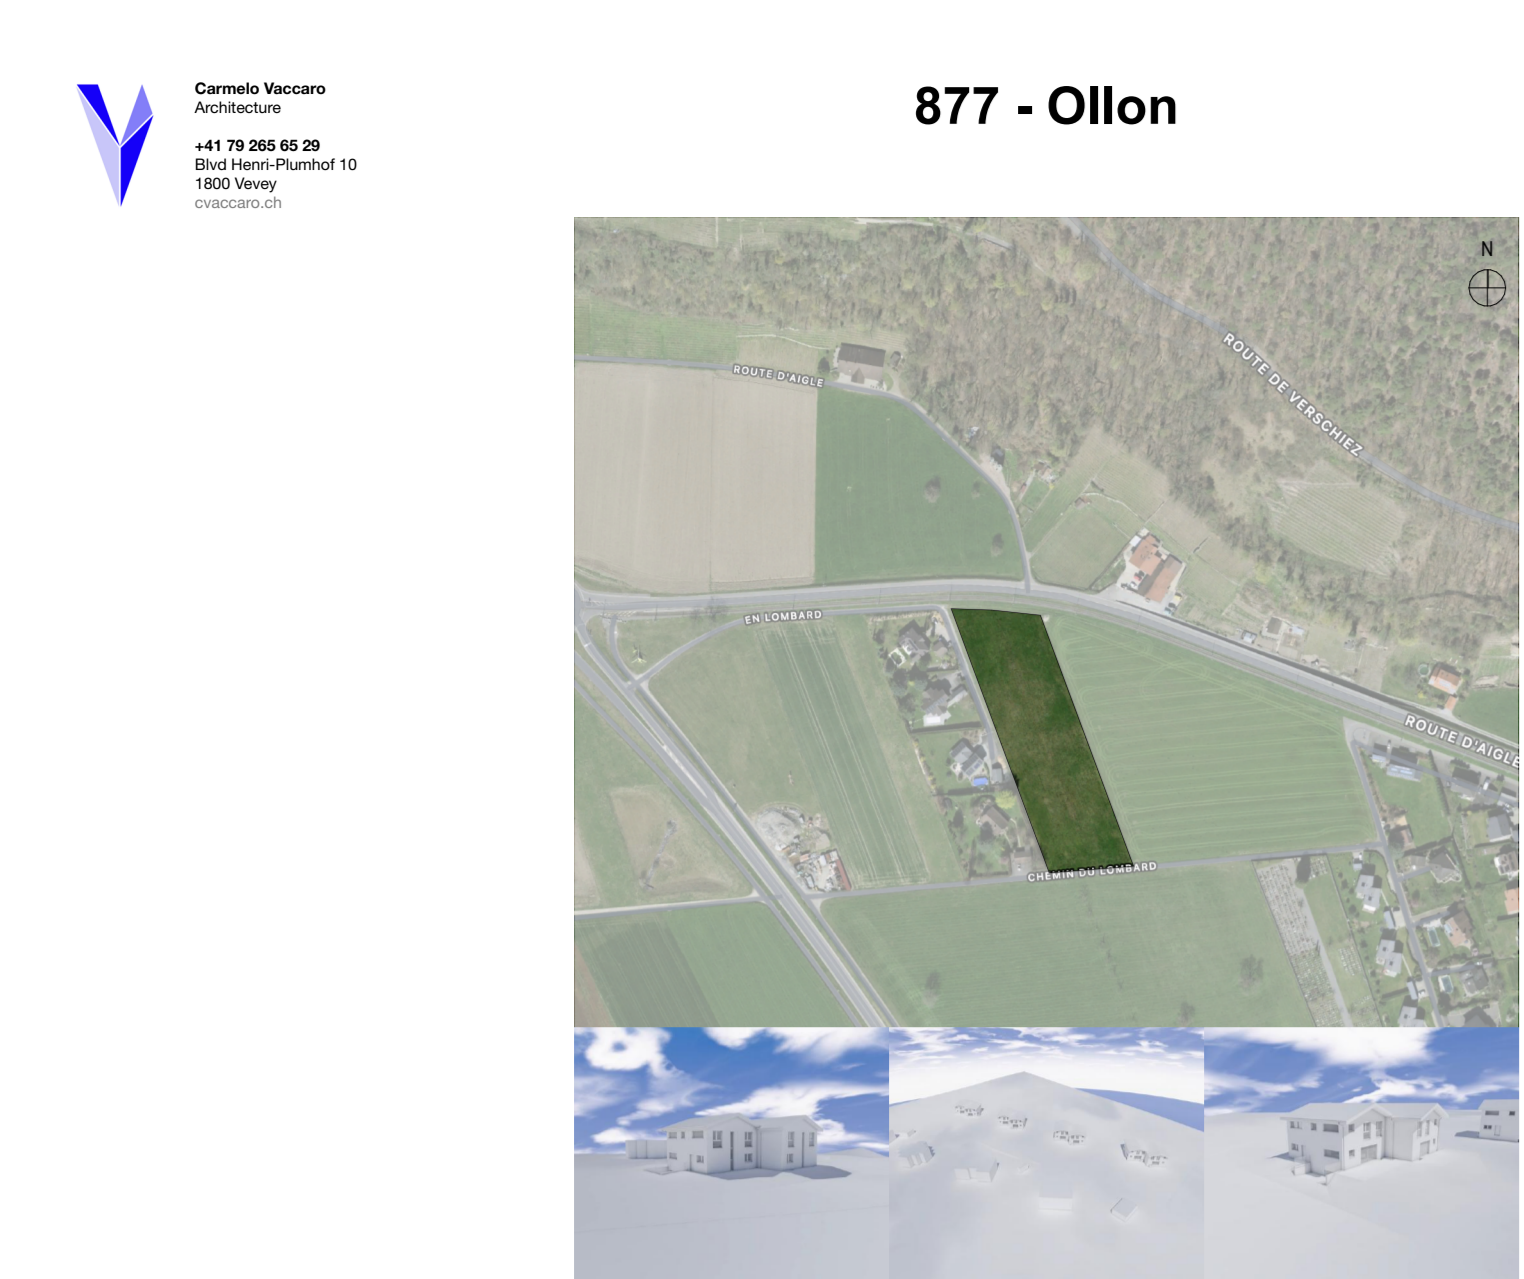 Carmelo Vaccaro
Architecture
+41 79 265 65 29
Blvd Henri-Plumhof 10
1800 Vevey
cvaccaro.ch
877 - Ollon
N
ROUTE DE VERSCHIEZ
ROUTE D'AIGLE
EN LOMBARD
ROUTE D'AIGLE
CHEMIN DU LOMBARD